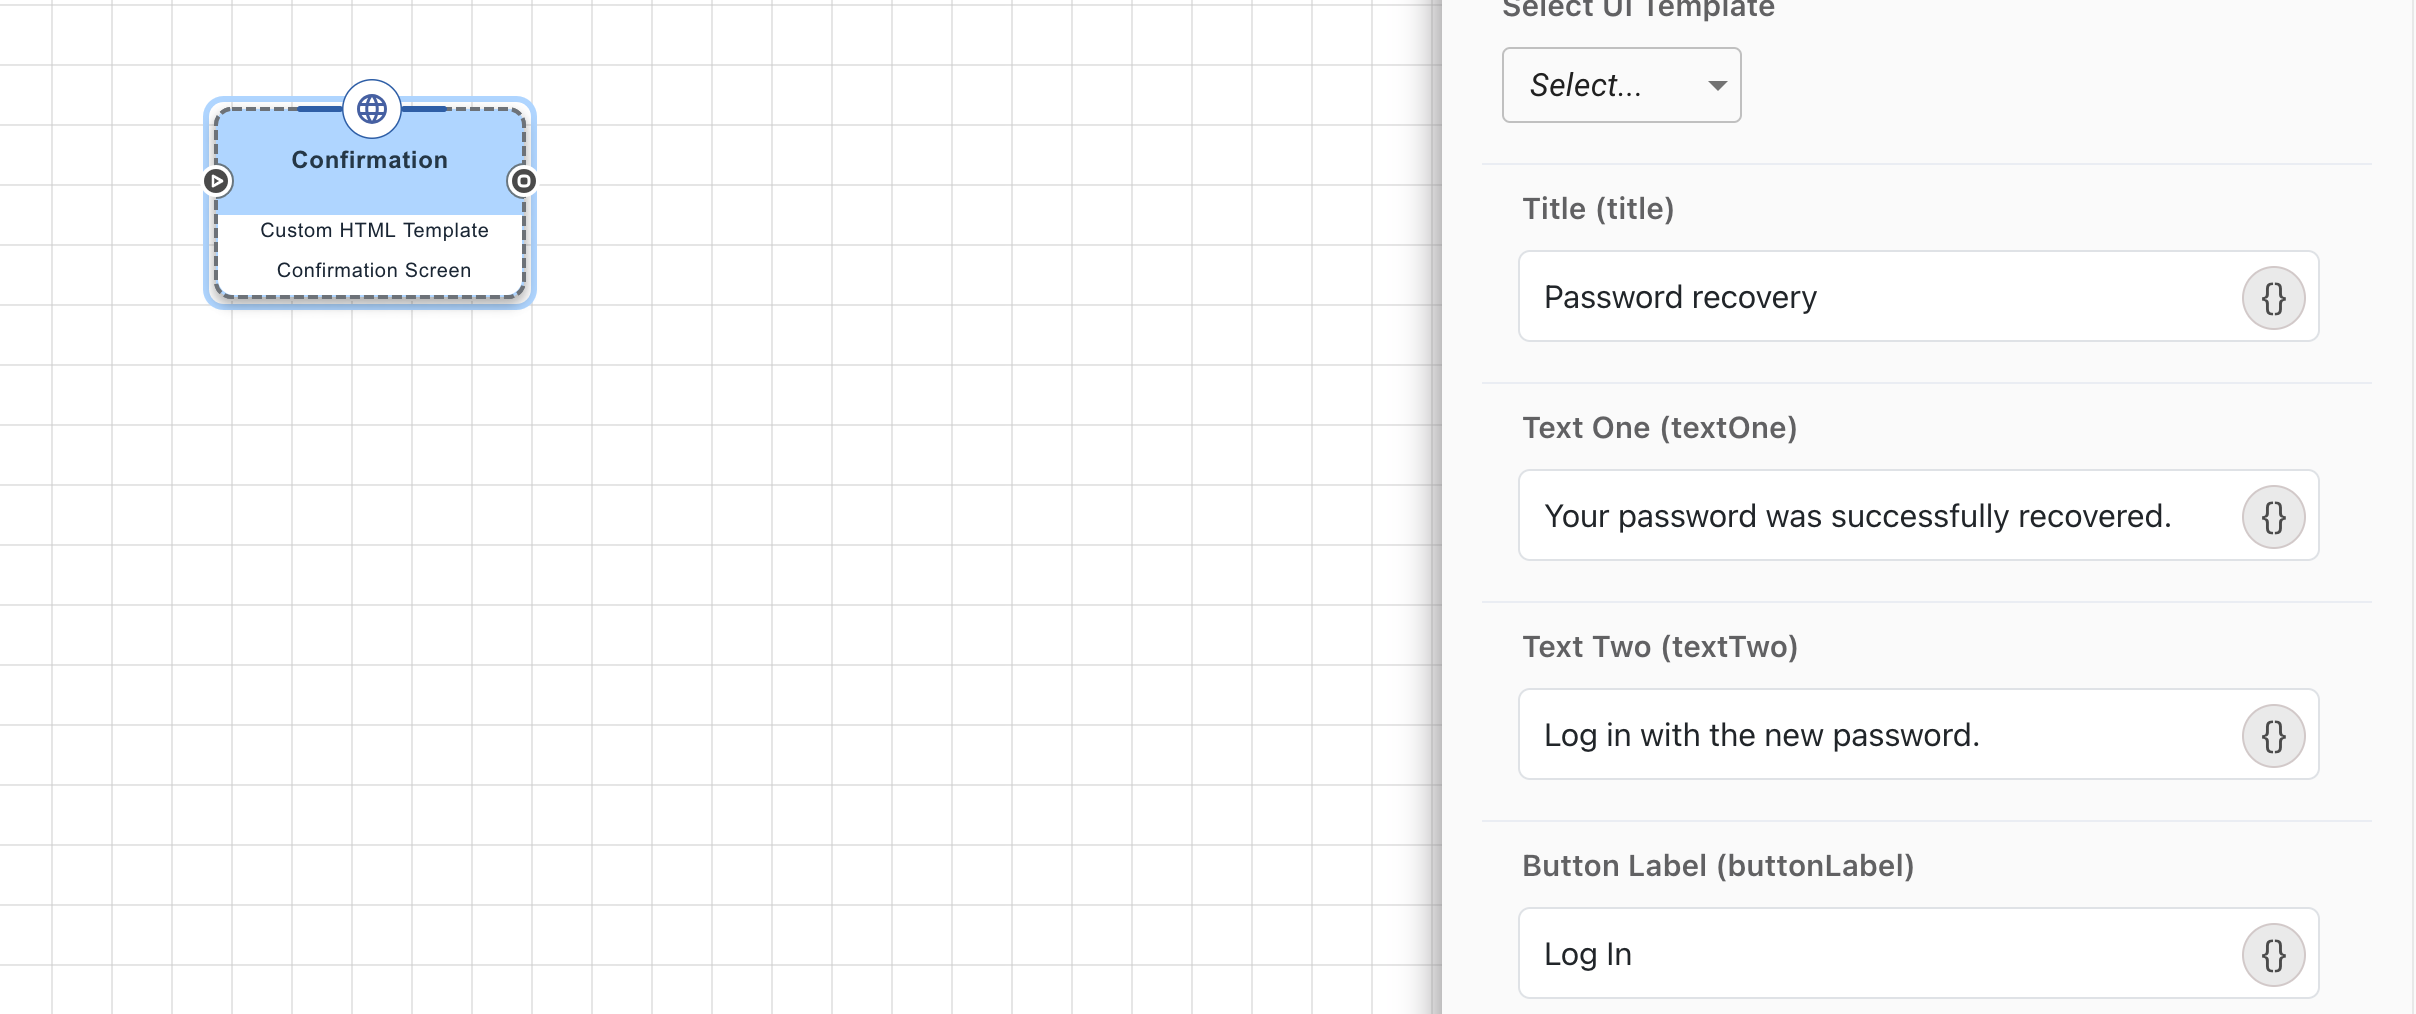 Confirmation
Custom HTML Template
Confirmation Screen
Select UI Template
Select...
Title (title)
Password recovery
{}
Text One (textOne)
Your password was successfully recovered.
{}
Text Two (textTwo)
Log in with the new password.
{}
Button Label (buttonLabel)
Log In
{}